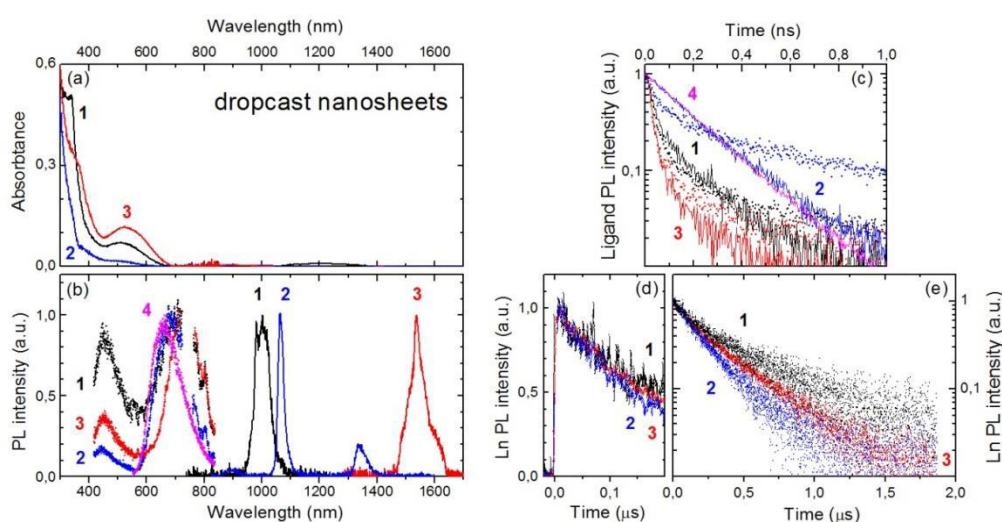 Wavelength (nm)
400 600 800 1000 1200 1400 1600
0,6
(a)
1
dropcast nanosheets
Absorbtance
0,3
3
2
0,0
(b)
1 2
3
4
1
3
2
PL intensity (a.u.)
1.0
0.5
0.0
400 600 800 1000 1200 1400 1600
Wavelength (nm)
Time (ns)
0,0 0,2 0,4 0,6 0,8 1,0
1
(c)
4
1
2
0,1
3
Ligand PL intensity (a.u.)
(d)
1
2 3
Ln PL intensity (a.u.)
1.0
0.5
0.0
0,0 0,1
Time (µs)
(e)
1
1
2
0,1
3
Ln PL intensity (a.u.)
0,0 0,5 1,0 1,5 2,0
Time (µs)